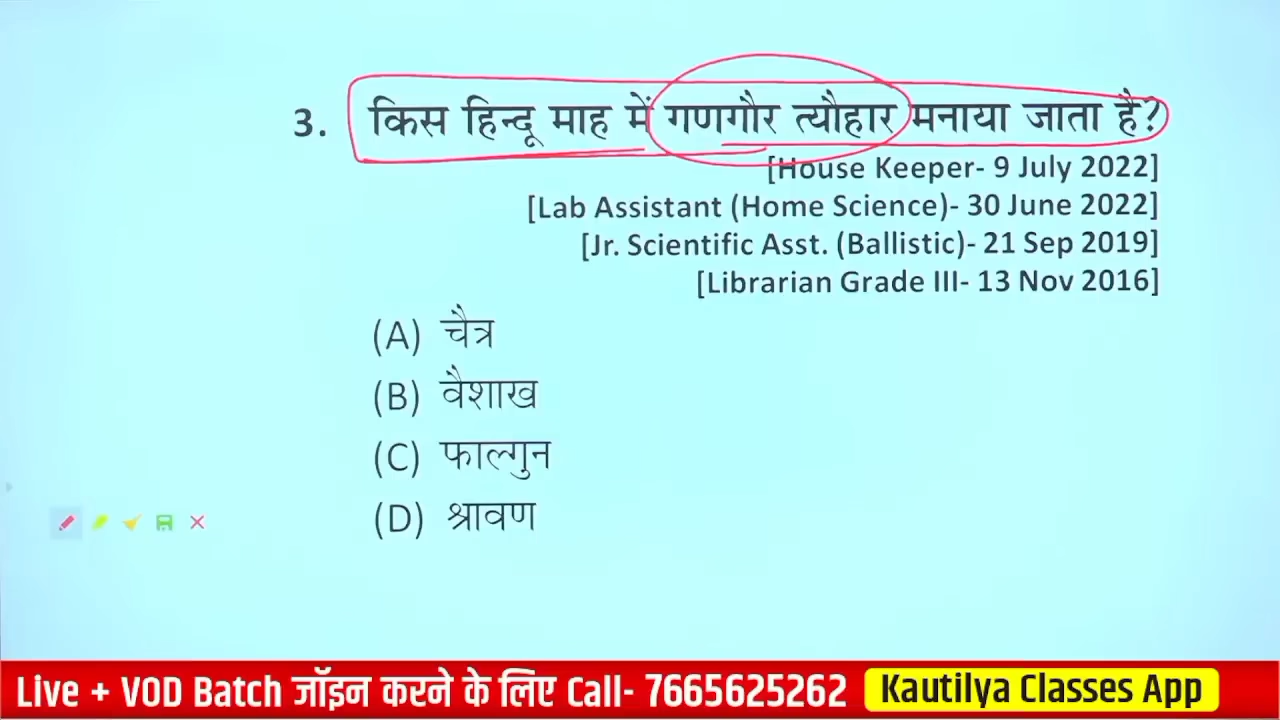 3. किस हिन्दू माह में गणगौर त्यौहार मनाया जाता है?
[House Keeper- 9 July 2022]
[Lab Assistant (Home Science)- 30 June 2022]
[Jr. Scientific Asst. (Ballistic)- 21 Sep 2019]
[Librarian Grade III- 13 Nov 2016]
(A) चैत्र
(B) वैशाख
(C) फाल्गुन
(D) श्रावण
Live + VOD Batch जॉइन करने के लिए Call- 7665625262 Kautilya Classes App